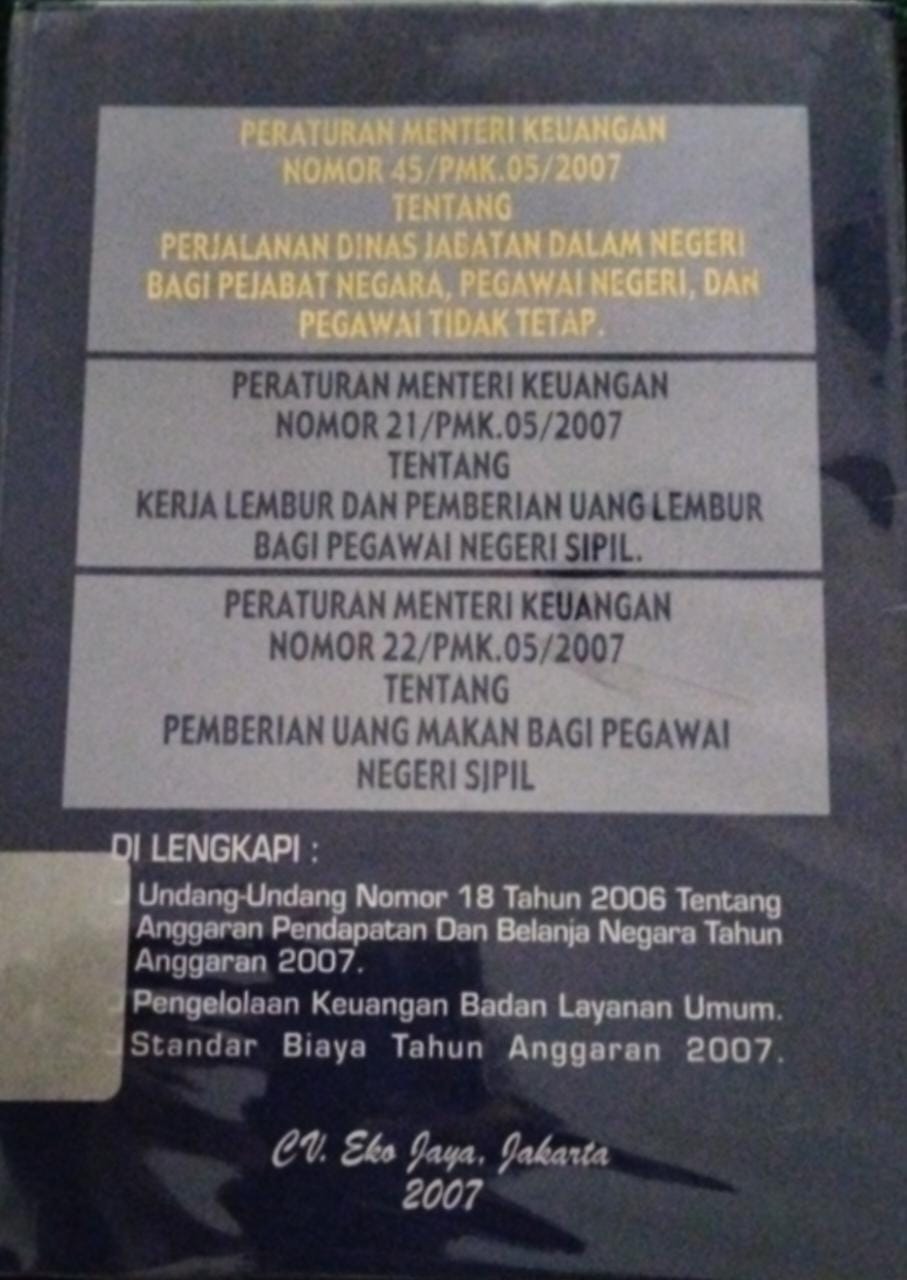 PERATURAN MENTERI KEUANGAN
NOMOR 45/PMK.05/2007
TENTANG
PERJALANAN DINAS JABATAN DALAM NEGERI
BAGI PEJABAT NEGARA, PEGAWAI NEGERI, DAN
PEGAWAI TIDAK TETAP.
PERATURAN MENTERI KEUANGAN
NOMOR 21/PMK.05/2007
TENTANG
KERJA LEMBUR DAN PEMBERIAN UANG LEMBUR
BAGI PEGAWAI NEGERI SIPIL.
PERATURAN MENTERI KEUANGAN
NOMOR 22/PMK.05/2007
TENTANG
PEMBERIAN UANG MAKAN BAGI PEGAWAI
NEGERI SIPIL
DI LENGKAPI :
Undang-Undang Nomor 18 Tahun 2006 Tentang
Anggaran Pendapatan Dan Belanja Negara Tahun
Anggaran 2007.
Pengelolaan Keuangan Badan Layanan Umum.
Standar Biaya Tahun Anggaran 2007.
CV. Eko Jaya, Jakarta
2007